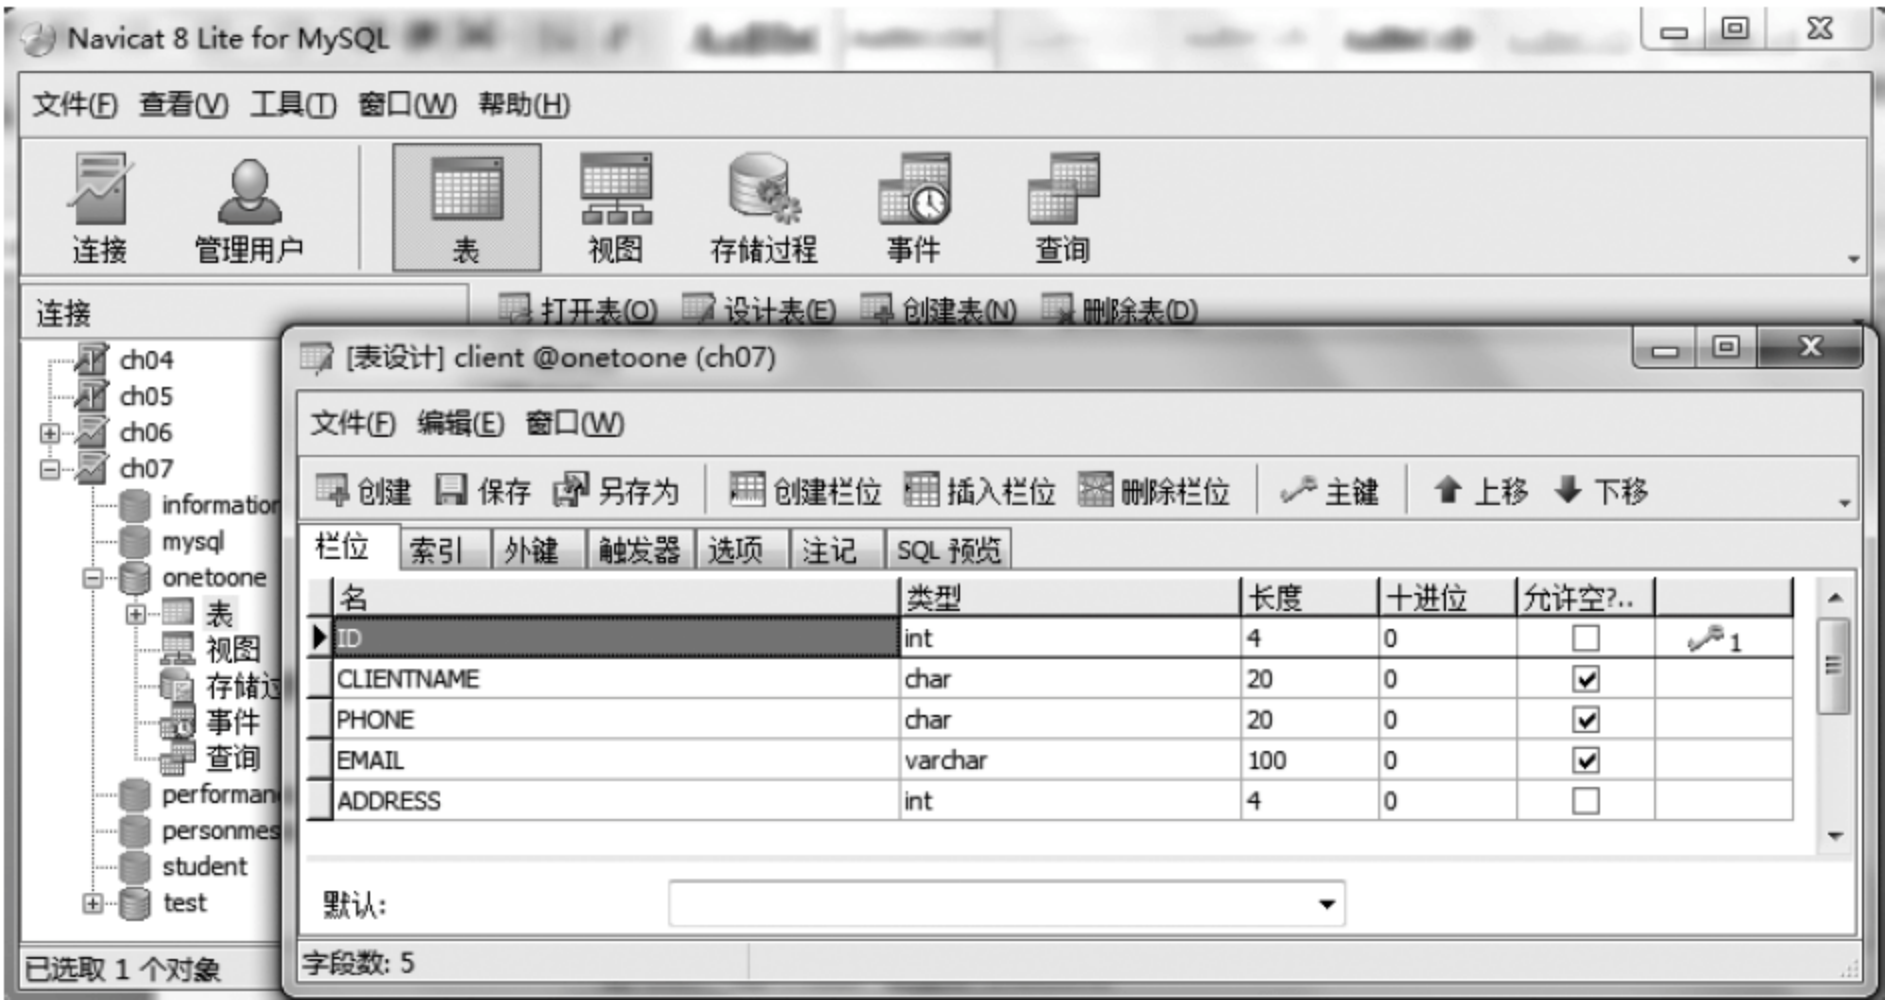 Navicat 8 Lite for MySQL
文件(F) 查看(V) 工具(T) 窗口(W) 帮助(H)
连接 管理用户 表 视图 存储过程 事件 查询
连接
打开表(O) 设计表(E) 创建表(N) 删除表(D)
ch04
ch05
ch06
ch07
information
mysql
onetoone
表
视图
存储过
事件
查询
performan
personmes
student
test
已选取 1 个对象
[表设计] client @onetoone (ch07)
文件(F) 编辑(E) 窗口(W)
创建 保存 另存为 创建栏位 插入栏位 删除栏位 主键 上移 下移
栏位 索引 外键 触发器 选项 注记 SQL 预览
名 类型 长度 十进位 允许空?..
ID int 4 0 1
CLIENTNAME char 20 0
PHONE char 20 0
EMAIL varchar 100 0
ADDRESS int 4 0
默认:
字段数: 5